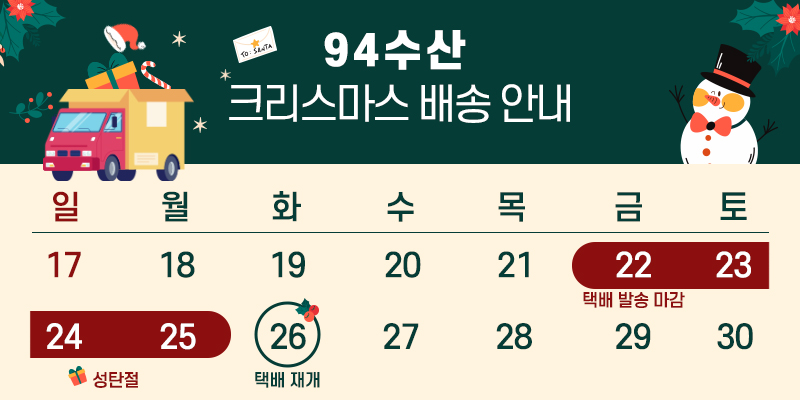 TO: SANTA
94수산
크리스마스 배송 안내
일 월 화 수 목 금 토
17 18 19 20 21 22 23
택배 발송 마감
24 25 26 27 28 29 30
성탄절 택배 재개